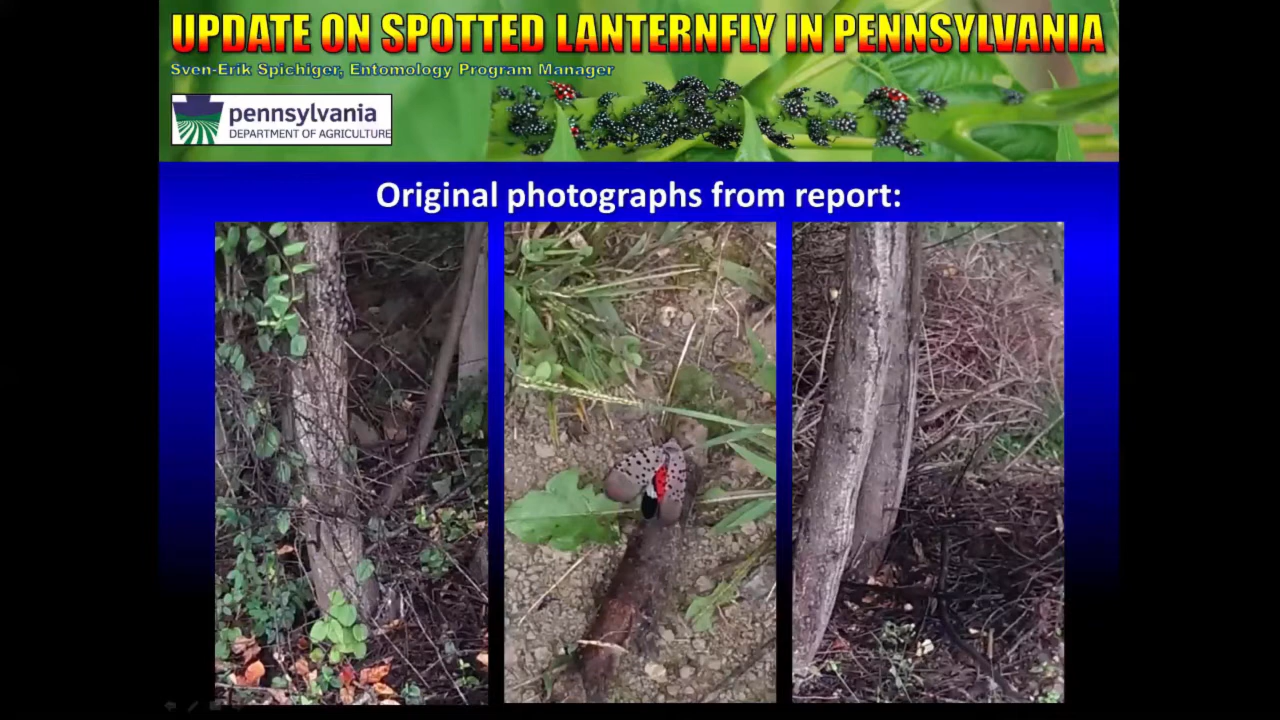 UPDATE ON SPOTTED LANTERNFLY IN PENNSYLVANIA
Sven-Erik Spichiger, Entomology Program Manager
pennsylvania
DEPARTMENT OF AGRICULTURE
Original photographs from report: